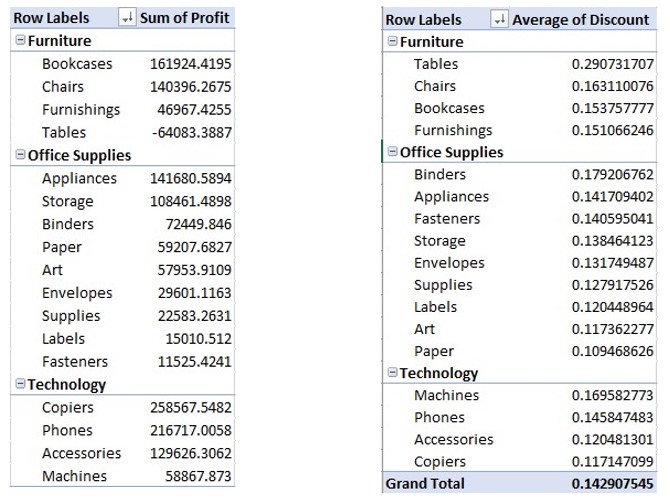 Row Labels Sum of Profit
Furniture
Bookcases 161924.4195
Chairs 140396.2675
Furnishings 46967.4255
Tables -64083.3887
Office Supplies
Appliances 141680.5894
Storage 108461.4898
Binders 72449.846
Paper 59207.6827
Art 57953.9109
Envelopes 29601.1163
Supplies 22583.2631
Labels 15010.512
Fasteners 11525.4241
Technology
Copiers 258567.5482
Phones 216717.0058
Accessories 129626.3062
Machines 58867.873
Row Labels Average of Discount
Furniture
Tables 0.290731707
Chairs 0.163110076
Bookcases 0.153757777
Furnishings 0.151066246
Office Supplies
Binders 0.179206762
Appliances 0.141709402
Fasteners 0.140595041
Storage 0.138464123
Envelopes 0.131749487
Supplies 0.127917526
Labels 0.120448964
Art 0.117362277
Paper 0.109468626
Technology
Machines 0.169582773
Phones 0.145847483
Accessories 0.120481301
Copiers 0.117147099
Grand Total 0.142907545